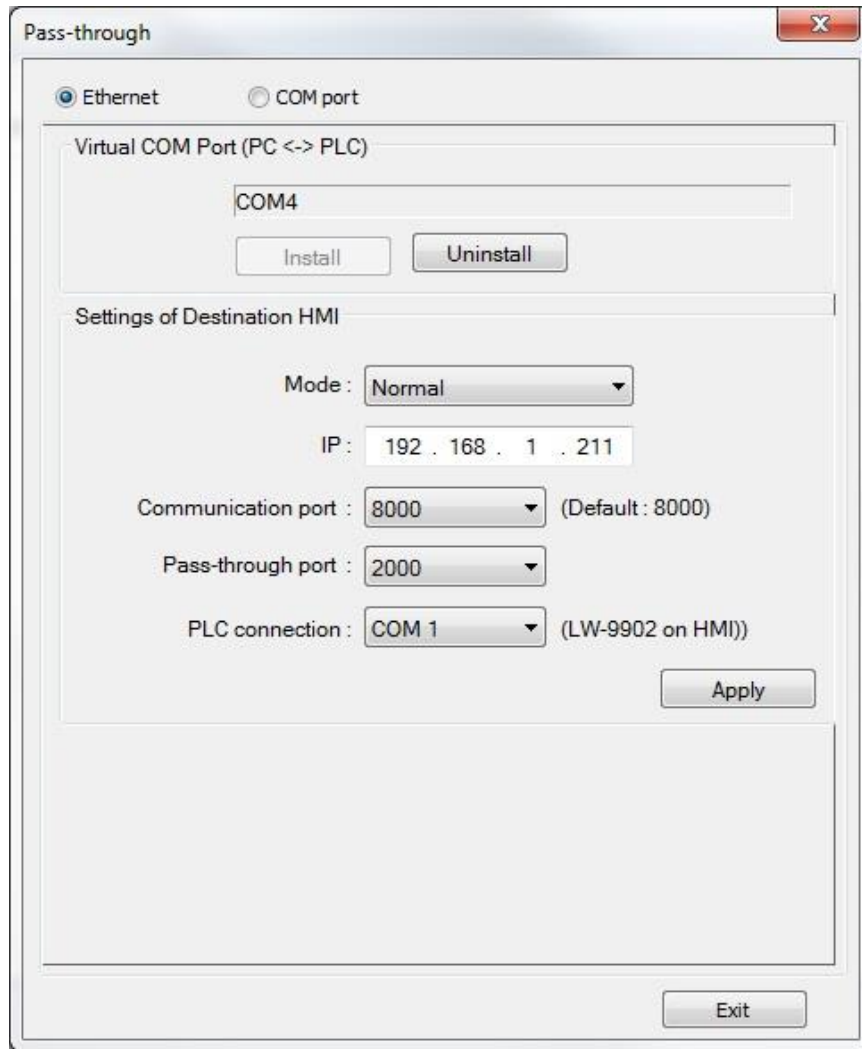 Pass-through
Ethernet COM port
Virtual COM Port (PC <-> PLC)
COM4
Install Uninstall
Settings of Destination HMI
Mode : Normal
IP : 192 . 168 . 1 . 211
Communication port : 8000 (Default : 8000)
Pass-through port : 2000
PLC connection : COM 1 (LW-9902 on HMI))
Apply
Exit